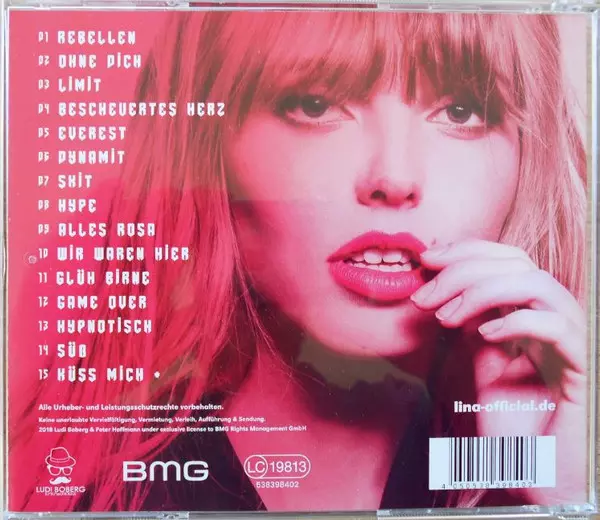 01 REBELLEN
02 OHNE DICH
03 LIMIT
04 BESCHEUERTES HERZ
05 EVEREST
06 DYNAMIT
07 SHIT
08 HYPE
09 ALLES ROSA
10 WIR WAREN HIER
11 GLÜH BIRNE
12 GAME OVER
13 HYPNOTISCH
14 SÜß
15 KÜSS MICH
Alle Urheber- und Leistungsschutzrechte vorbehalten.
Keine unerlaubte Vervielfältigung, Vermietung, Verleih, Aufführung & Sendung.
2018 Ludi Boberg & Peter Hoffmann under exclusive license to BMG Rights Management GmbH
lina-official.de
LUDI BOBERG
BMG
LC 19813
538398402
4 050538 398402